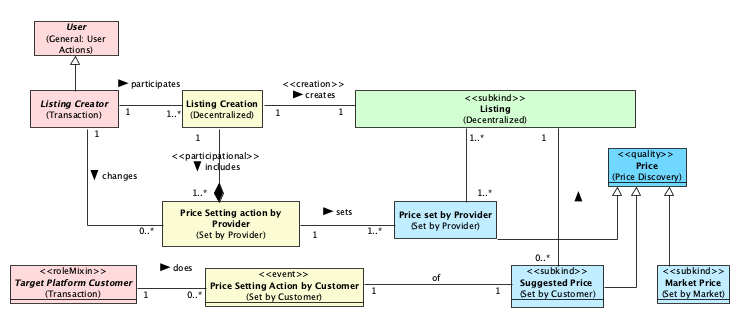 User
(General: User
Actions)
participates
<<creation>>
creates
Listing Creator
(Transaction)
1
1..*
Listing Creation
(Decentralized)
1
1
<<subkind>>
Listing
(Decentralized)
1
1
1..*
1
<<participational>>
includes
<<quality>>
Price
(Price Discovery)
changes
1..*
1..*
Price Setting action by
Provider
(Set by Provider)
sets
Price set by Provider
(Set by Provider)
0..*
1
1..*
0..*
<<roleMixin>>
Target Platform Customer
(Transaction)
does
1
0..*
<<event>>
Price Setting Action by Customer
(Set by Customer)
of
1
1
<<subkind>>
Suggested Price
(Set by Customer)
<<subkind>>
Market Price
(Set by Market)